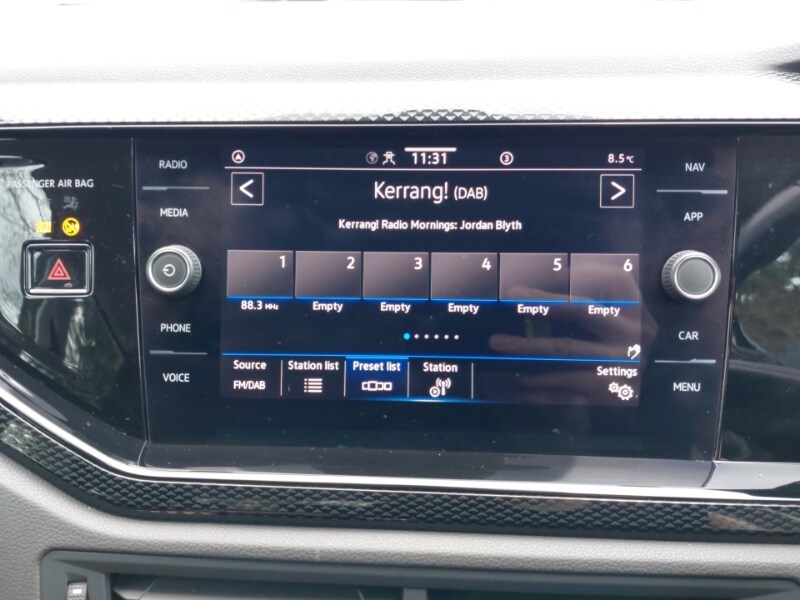 PASSENGER AIR BAG
RADIO
MEDIA
PHONE
VOICE
11:31
3
8.5°C
Kerrang! (DAB)
Kerrang! Radio Mornings: Jordan Blyth
1 2 3 4 5 6
88.3 MHz Empty Empty Empty Empty Empty
Source Station list Preset list Station Settings
FM/DAB
NAV
APP
CAR
MENU